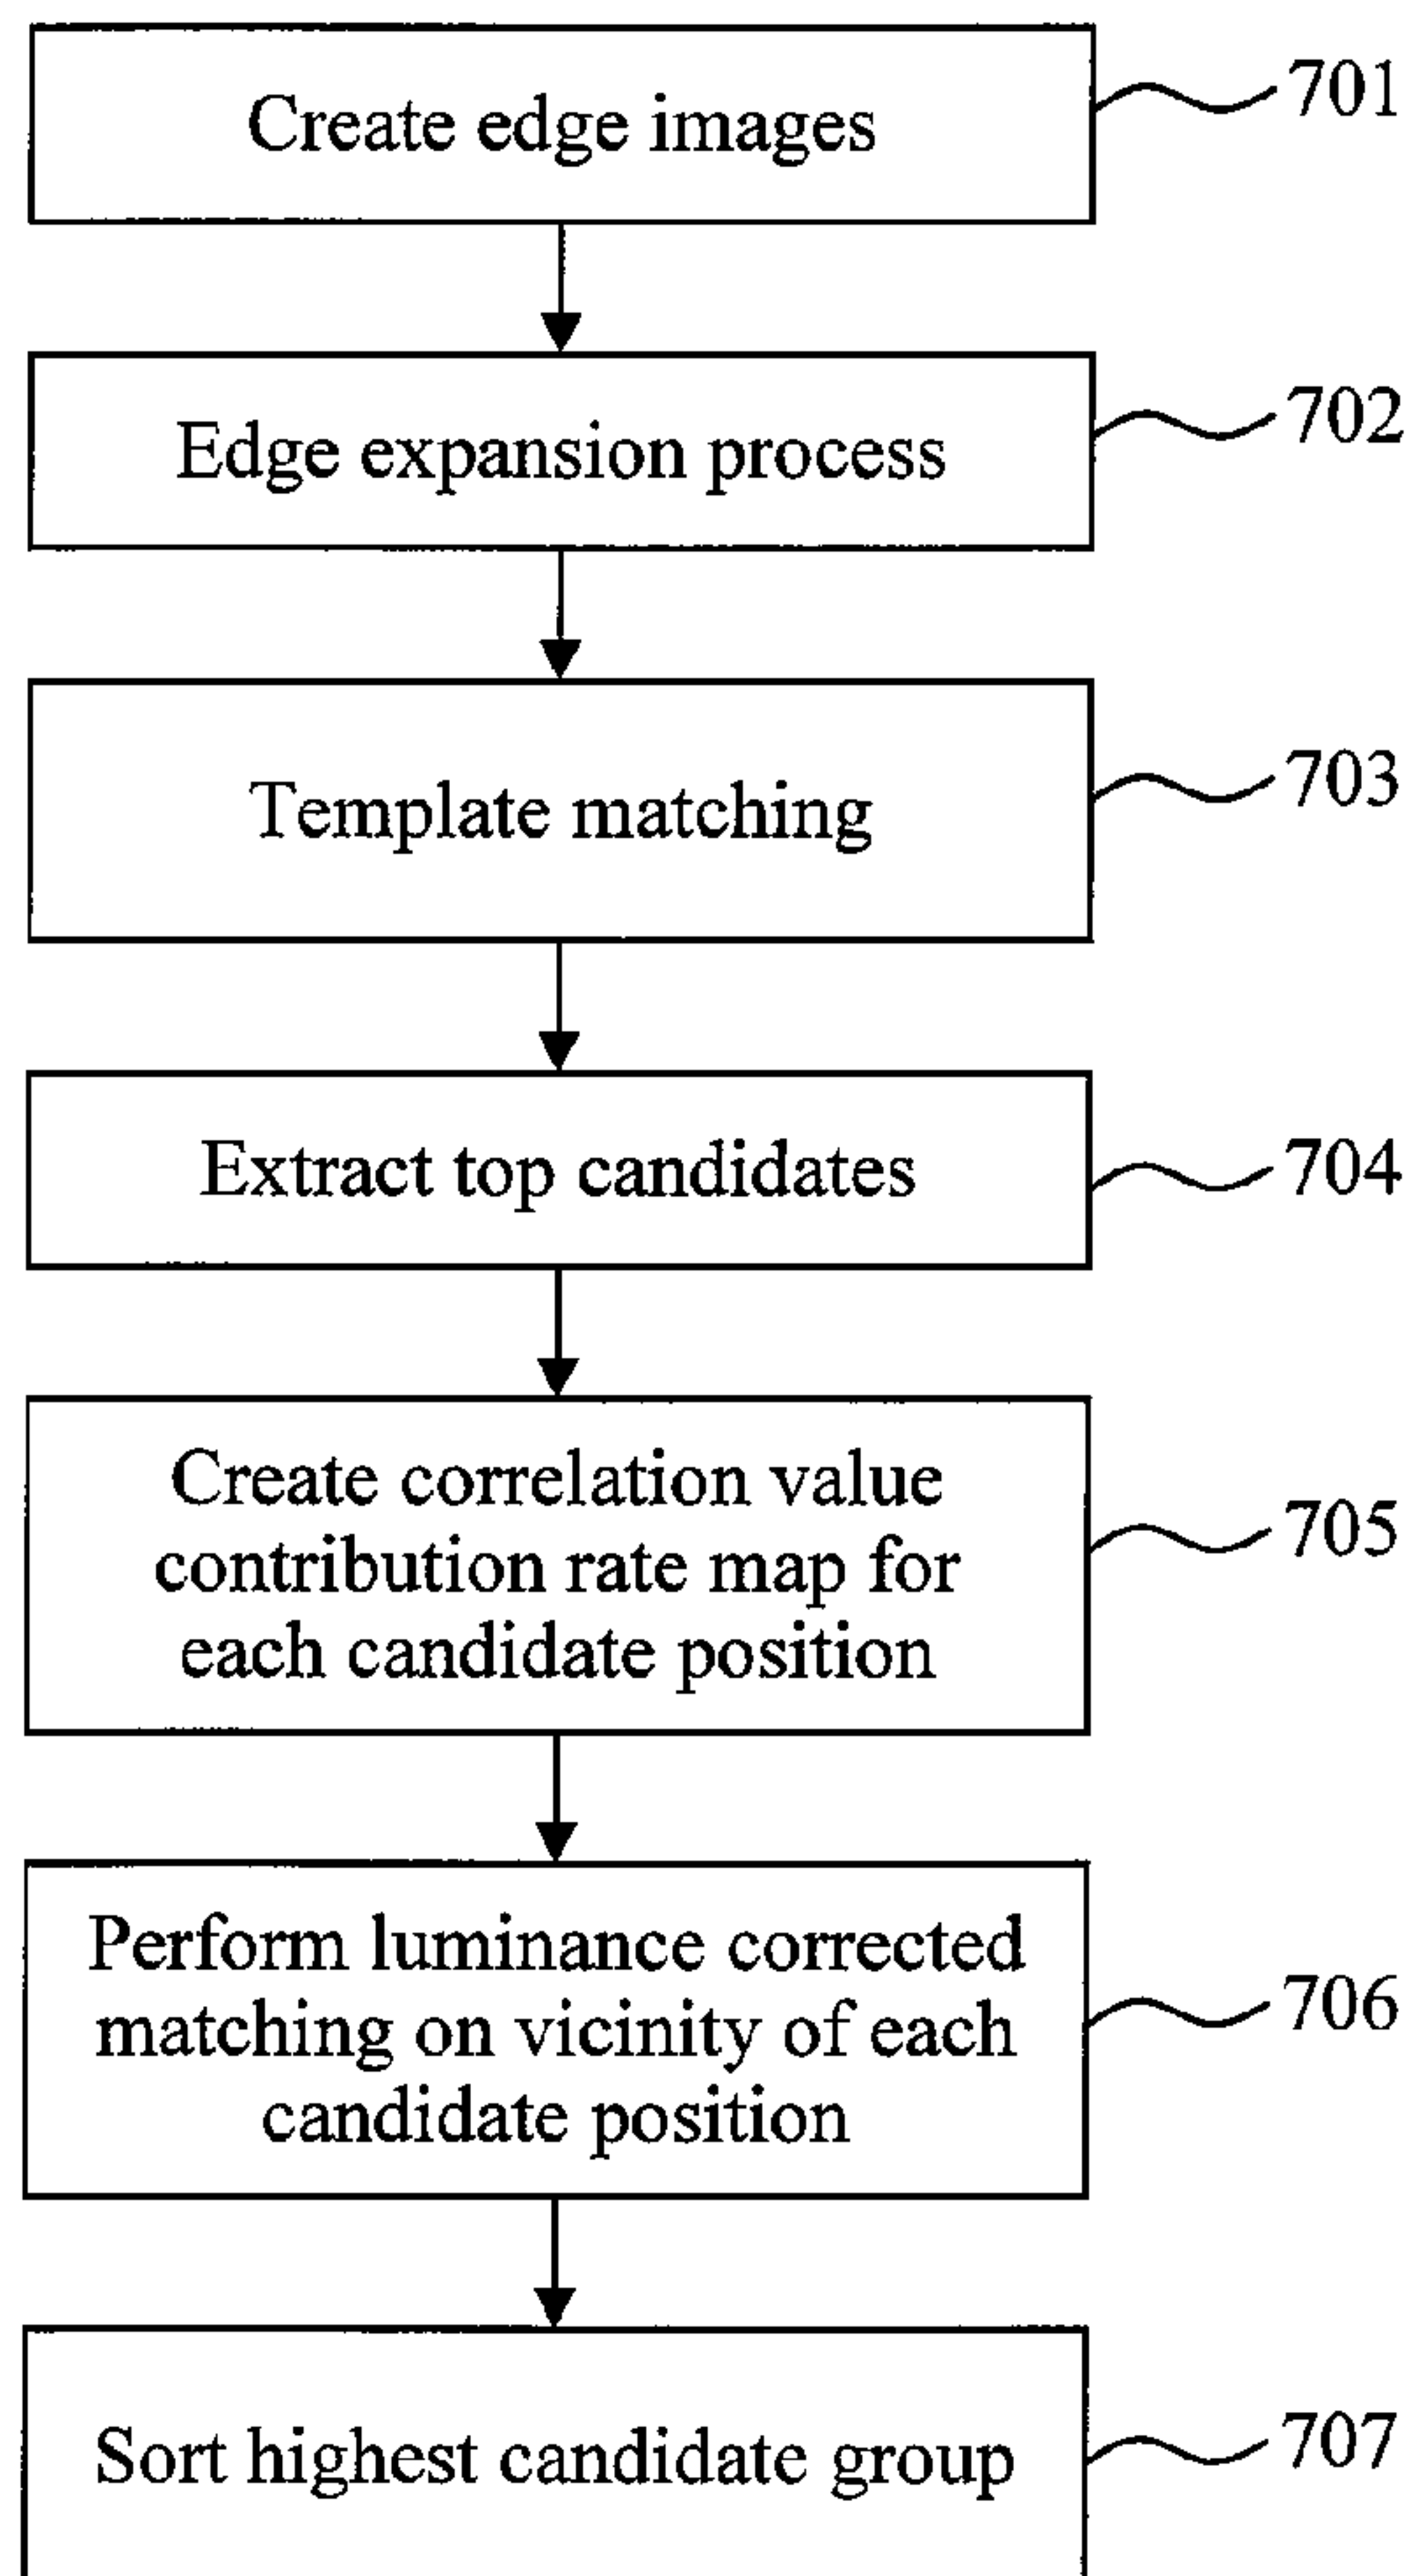 Create edge images
701
Edge expansion process
702
Template matching
703
Extract top candidates
704
Create correlation value
contribution rate map for
each candidate position
705
Perform luminance corrected
matching on vicinity of each
candidate position
706
Sort highest candidate group
707